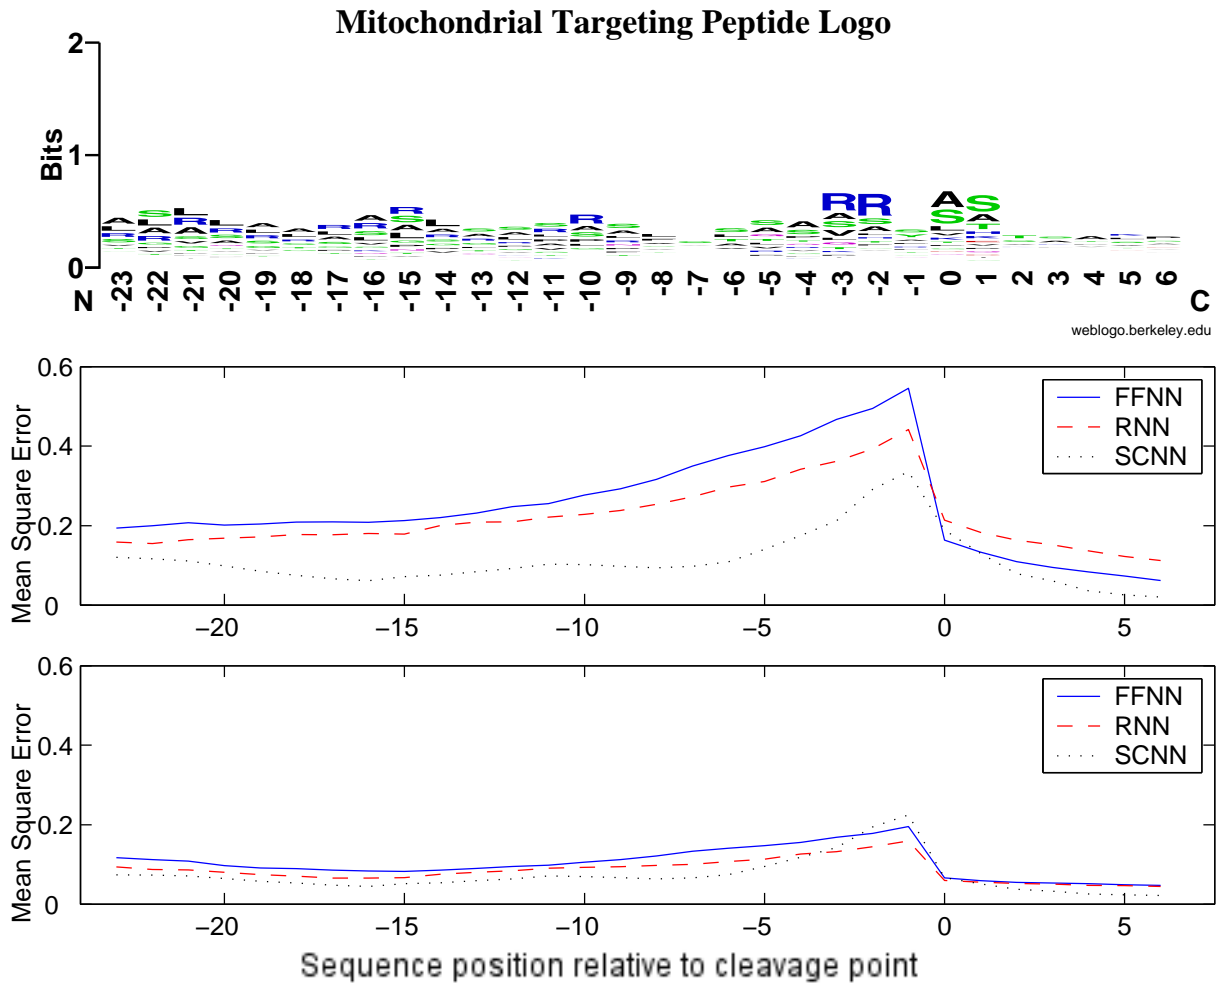 Mitochondrial Targeting Peptide Logo
2
1
0
Bits
N
-23 -22 -21 -20 -19 -18 -17 -16 -15 -14 -13 -12 -11 -10 -9 -8 -7 -6 -5 -4 -3 -2 -1 0 1 2 3 4 5 6
C
weblogo.berkeley.edu
Mean Square Error
0.6
0.4
0.2
0
−20 −15 −10 −5 0 5
FFNN
RNN
SCNN
Mean Square Error
0.6
0.4
0.2
0
−20 −15 −10 −5 0 5
FFNN
RNN
SCNN
Sequence position relative to cleavage point